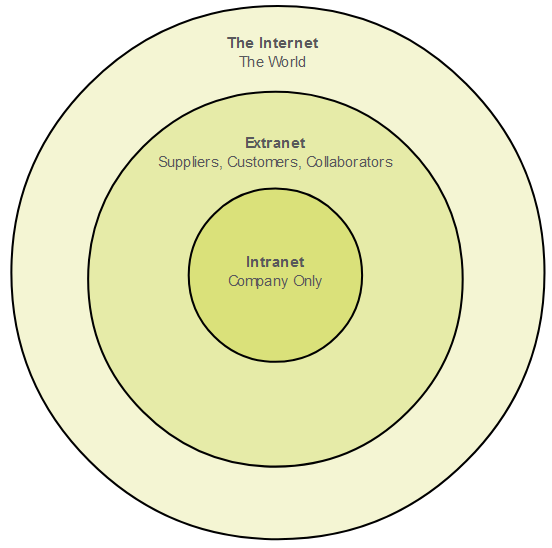 The Internet
The World
Extranet
Suppliers, Customers, Collaborators
Intranet
Company Only